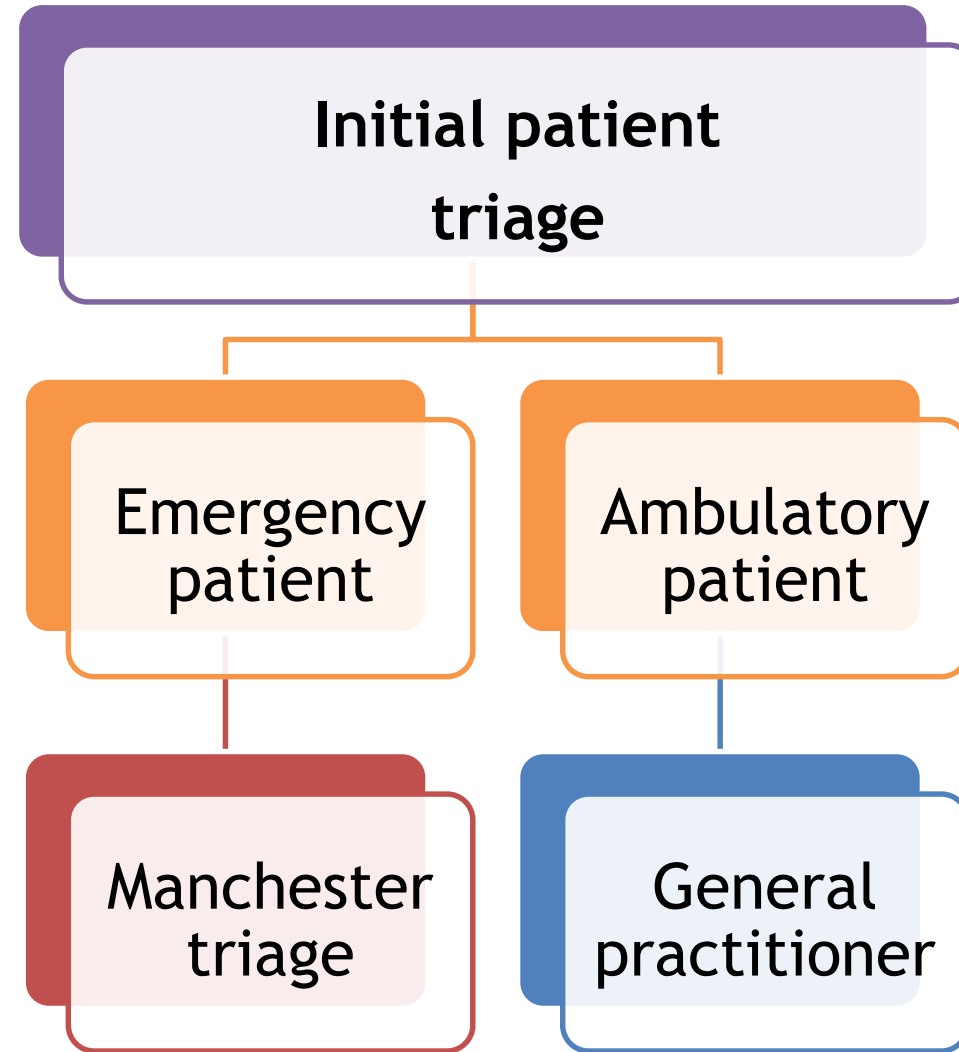 Initial patient
triage
Emergency
patient
Ambulatory
patient
Manchester
triage
General
practitioner